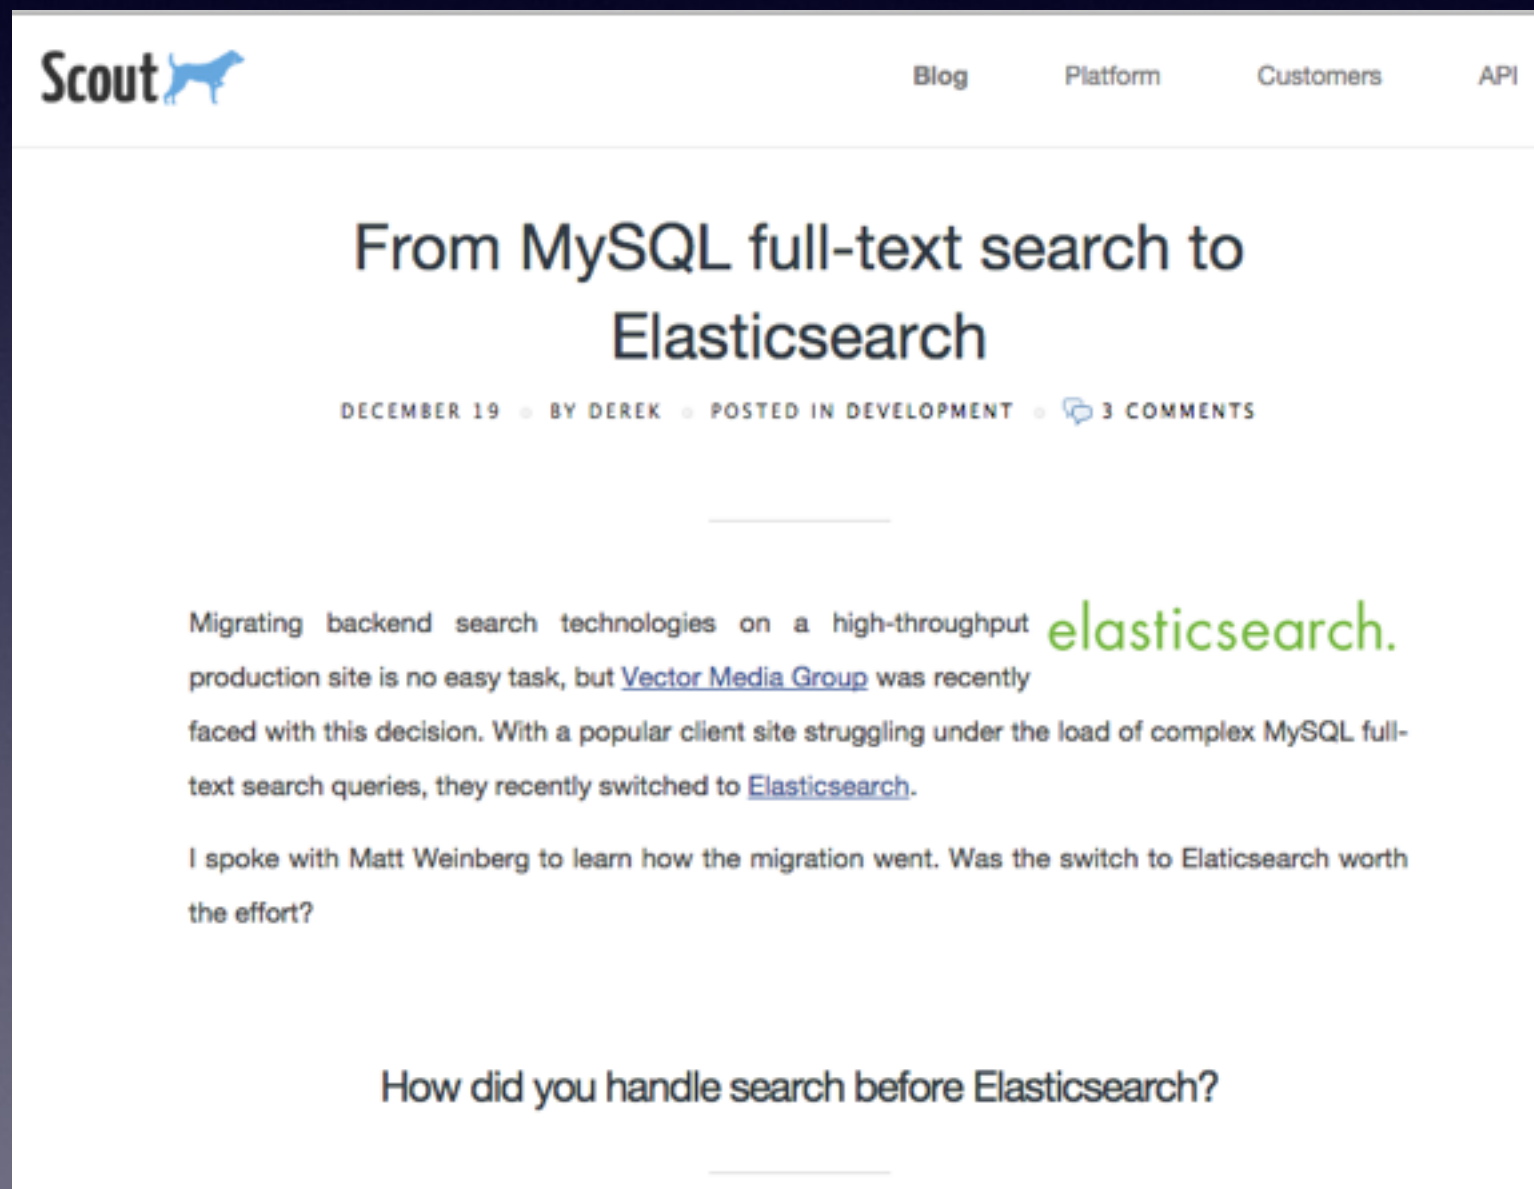 Scout
Blog Platform Customers API
From MySQL full-text search to
Elasticsearch
DECEMBER 19 BY DEREK POSTED IN DEVELOPMENT 3 COMMENTS
Migrating backend search technologies on a high-throughput
elasticsearch.
production site is no easy task, but Vector Media Group was recently
faced with this decision. With a popular client site struggling under the load of complex MySQL full-
text search queries, they recently switched to Elasticsearch.
I spoke with Matt Weinberg to learn how the migration went. Was the switch to Elaticsearch worth
the effort?
How did you handle search before Elasticsearch?